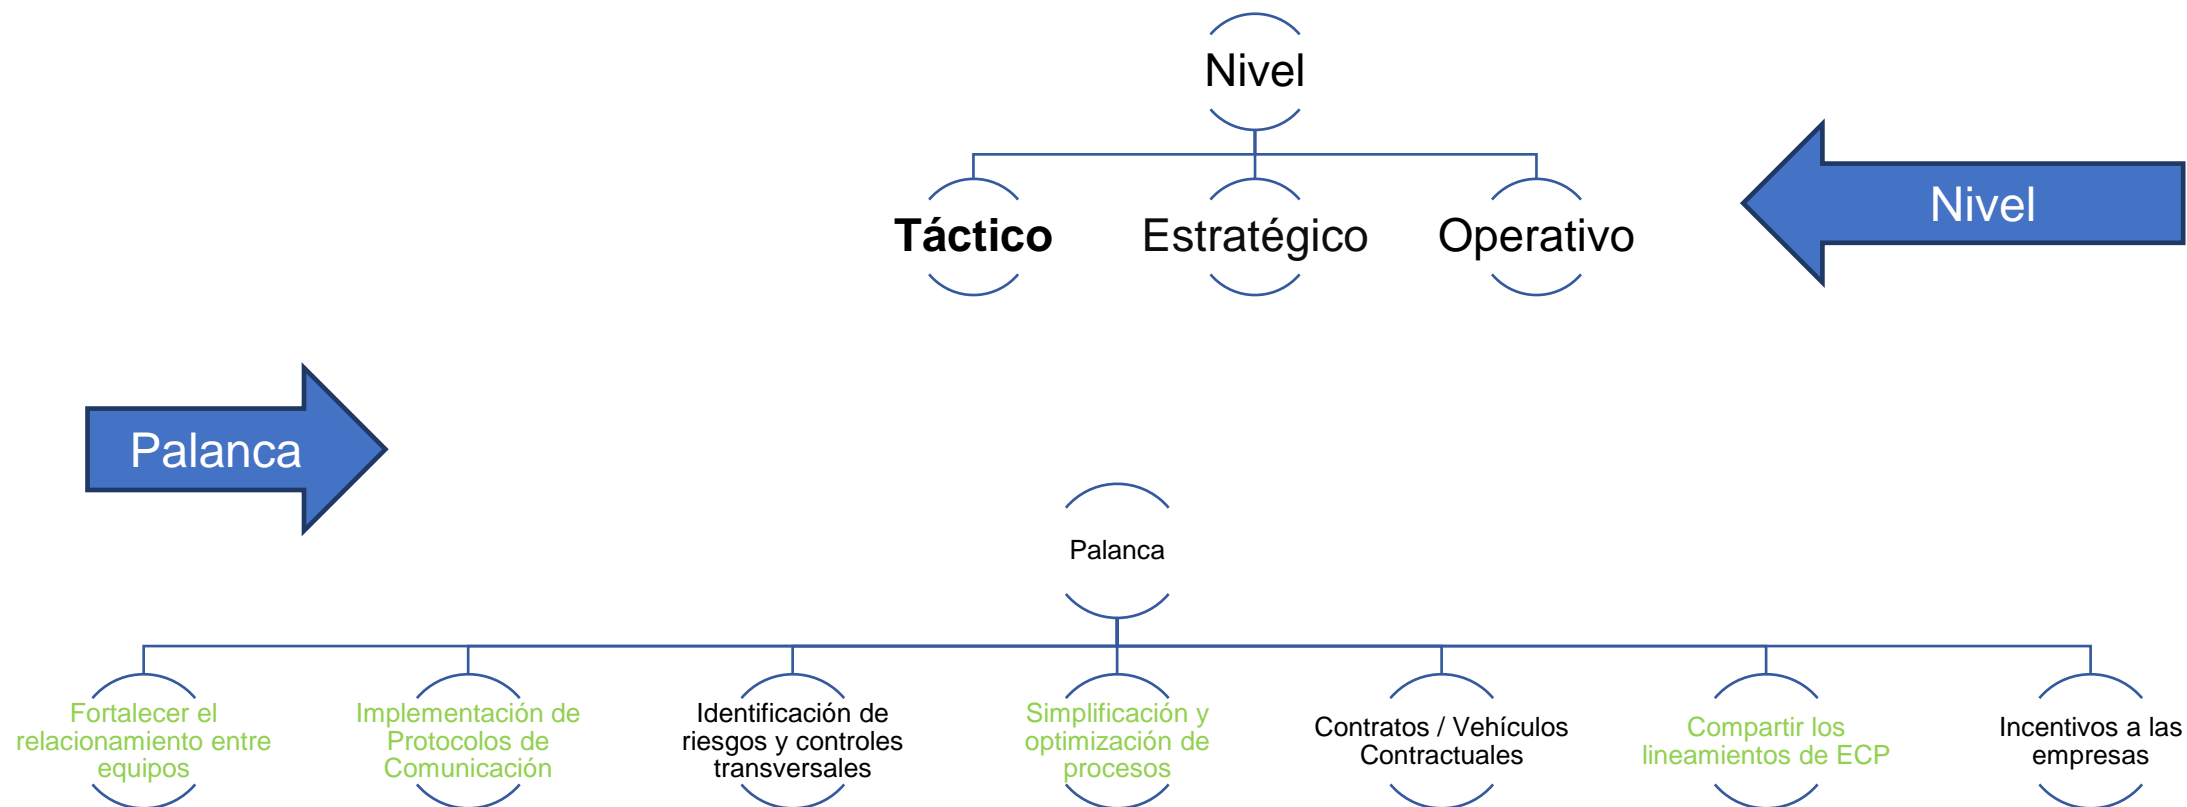 Nivel
Táctico
Estratégico
Operativo
Nivel
Palanca
Palanca
Fortalecer el
relacionamiento entre
equipos
Implementación de
Protocolos de
Comunicación
Identificación de
riesgos y controles
transversales
Simplificación y
optimización de
procesos
Contratos / Vehículos
Contractuales
Compartir los
lineamientos de ECP
Incentivos a las
empresas